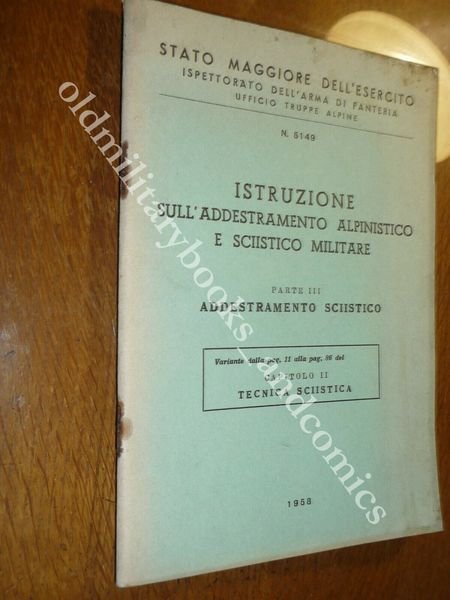 STATO MAGGIORE DELL'ESERCITO
ISPETTORATO DELL'ARMA DI FANTERIA
UFFICIO TRUPPE ALPINE
N. 5149
ISTRUZIONE
SULL'ADDESTRAMENTO ALPINISTICO
E SCIISTICO MILITARE
PARTE III
ADDESTRAMENTO SCIISTICO
Variante dalla pag. 11 alla pag. 86 del
CAPITOLO II
TECNICA SCIISTICA
1958
oldmilitarybooks_andcomics